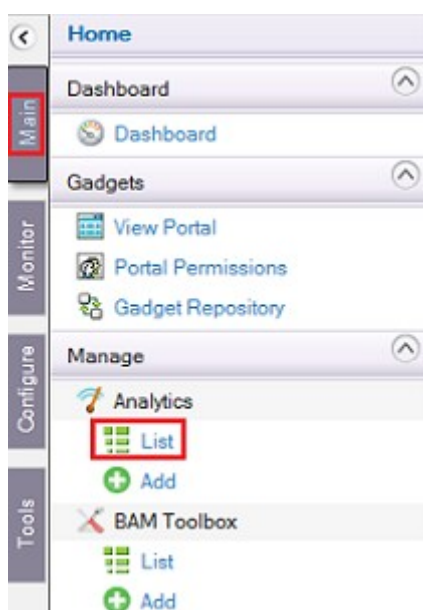 Home
Main
Dashboard
Dashboard
Gadgets
Monitor
View Portal
Portal Permissions
Gadget Repository
Configure
Manage
Analytics
List
Add
Tools
BAM Toolbox
List
Add